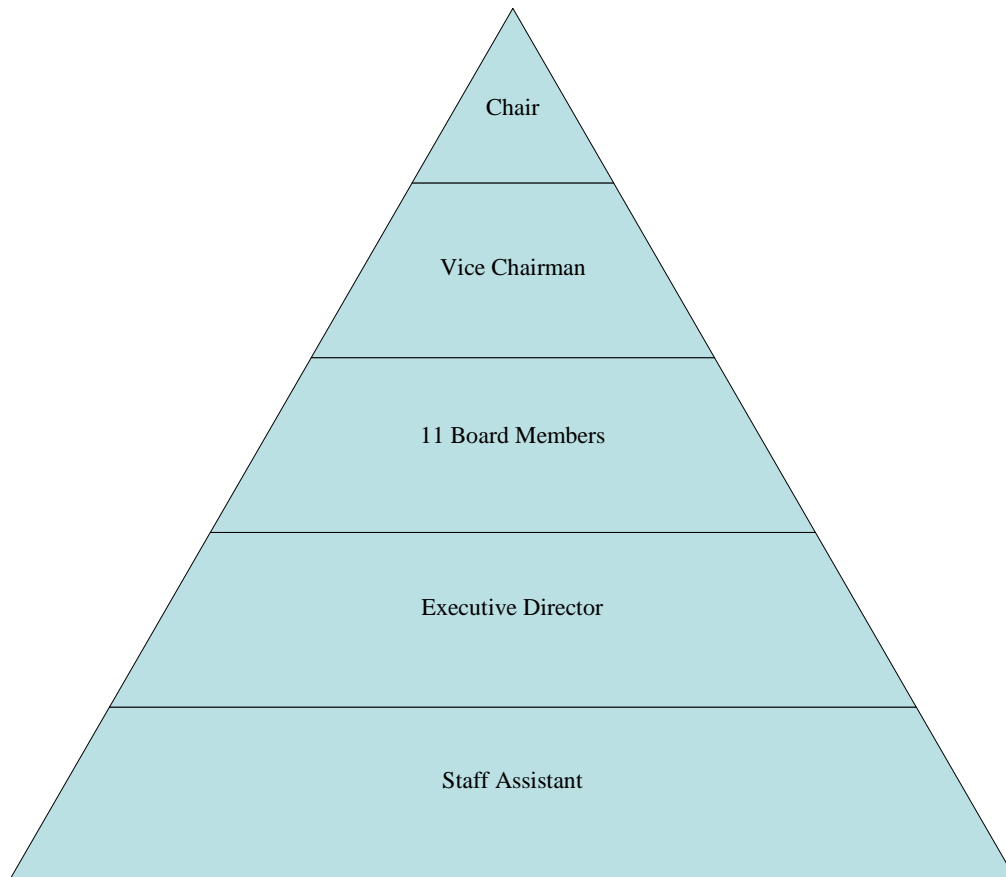 Chair
Vice Chairman
11 Board Members
Executive Director
Staff Assistant